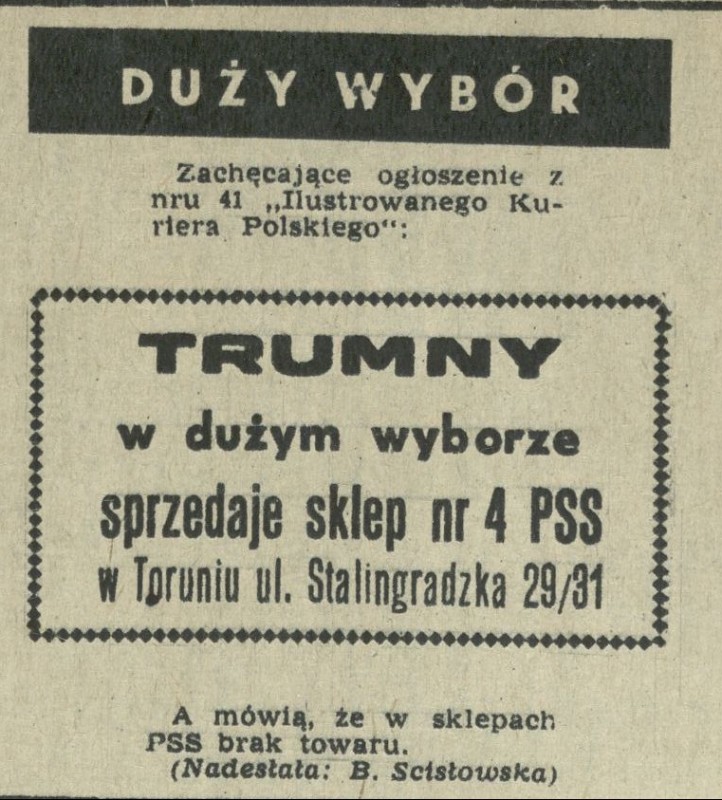 DUŻY WYBÓR
Zachęcające ogłoszenie z
nru 41 „Ilustrowanego Ku-
riera Polskiego“:
TRUMNY
w dużym wyborze
sprzedaje sklep nr 4 PSS
w Toruniu ul. Stalingradzka 29/31
A mówią, że w sklepach
PSS brak towaru.
(Nadesłała: B. Scisłowska)